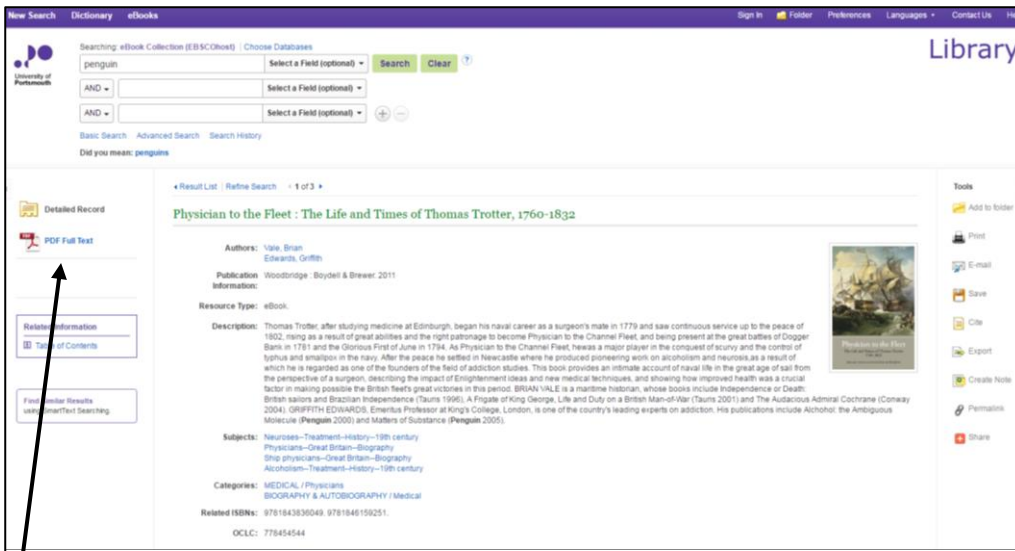 New Search Dictionary eBooks
Sign In Folder Preferences Languages Contact Us
Searching: eBook Collection (EBSCOhost) Choose Databases
penguin Select a Field (optional) Search Clear ?
University of
Portsmouth
Library
AND Select a Field (optional)
AND Select a Field (optional)
Basic Search Advanced Search Search History
Did you mean: penguins
Result List Refine Search 1 of 3
Tools
Detailed Record
PDF Full Text
Related Information
Table of Contents
Find Similar Results
using SmartText Searching.
Physician to the Fleet : The Life and Times of Thomas Trotter, 1760-1832
Authors: Vale, Brian
Edwards, Griffith
Publication Woodbridge : Boydell & Brewer. 2011
Information:
Resource Type: eBook.
Description: Thomas Trotter, after studying medicine at Edinburgh, began his naval career as a surgeon's mate in 1779 and saw continuous service up to the peace of
1802, rising as a result of great abilities and the right patronage to become Physician to the Channel Fleet, and being present at the great battles of Dogger
Bank in 1781 and the Glorious First of June in 1794. As Physician to the Channel Fleet, hewas a major player in the conquest of scurvy and the control of
typhus and smallpox in the navy. After the peace he settled in Newcastle where he produced pioneering work on alcoholism and neurosis,as a result of
which he is regarded as one of the founders of the field of addiction studies. This book provides an intimate account of naval life in the great age of sail from
the perspective of a surgeon, describing the impact of Enlightenment ideas and new medical techniques, and showing how improved health was a crucial
factor in making possible the British fleet's great victories in this period. BRIAN VALE is a maritime historian, whose books include Independence or Death:
British sailors and Brazilian Independence (Tauris 1996), A Frigate of King George, Life and Duty on a British Man-of-War (Tauris 2001) and The Audacious Admiral Cochrane (Conway
2004). GRIFFITH EDWARDS, Emeritus Professor at King's College, London, is one of the country's leading experts on addiction. His publications include Alchohol: the Ambiguous
Molecule (Penguin 2000) and Matters of Substance (Penguin 2005).
Subjects: Neuroses--Treatment--History--19th century
Physicians--Great Britain--Biography
Ship physicians--Great Britain--Biography
Alcoholism--Treatment--History--19th century
Categories: MEDICAL / Physicians
BIOGRAPHY & AUTOBIOGRAPHY / Medical
Related ISBNs: 9781843836049. 9781846159251.
OCLC: 778454544
Physician to the Fleet
Add to folder
Print
E-mail
Save
Cite
Export
Create Note
Permalink
Share